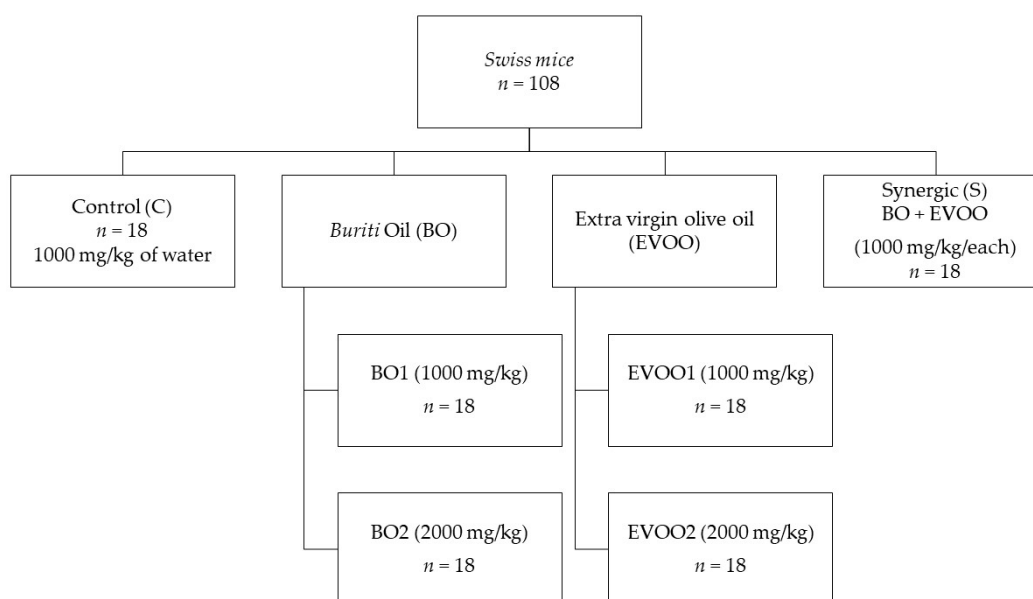 Swiss mice
n = 108
Control (C)
n = 18
1000 mg/kg of water
Buriti Oil (BO)
Extra virgin olive oil
(EVOO)
Synergic (S)
BO + EVOO
(1000 mg/kg/each)
n = 18
BO1 (1000 mg/kg)
n = 18
EVOO1 (1000 mg/kg)
n = 18
BO2 (2000 mg/kg)
n = 18
EVOO2 (2000 mg/kg)
n = 18